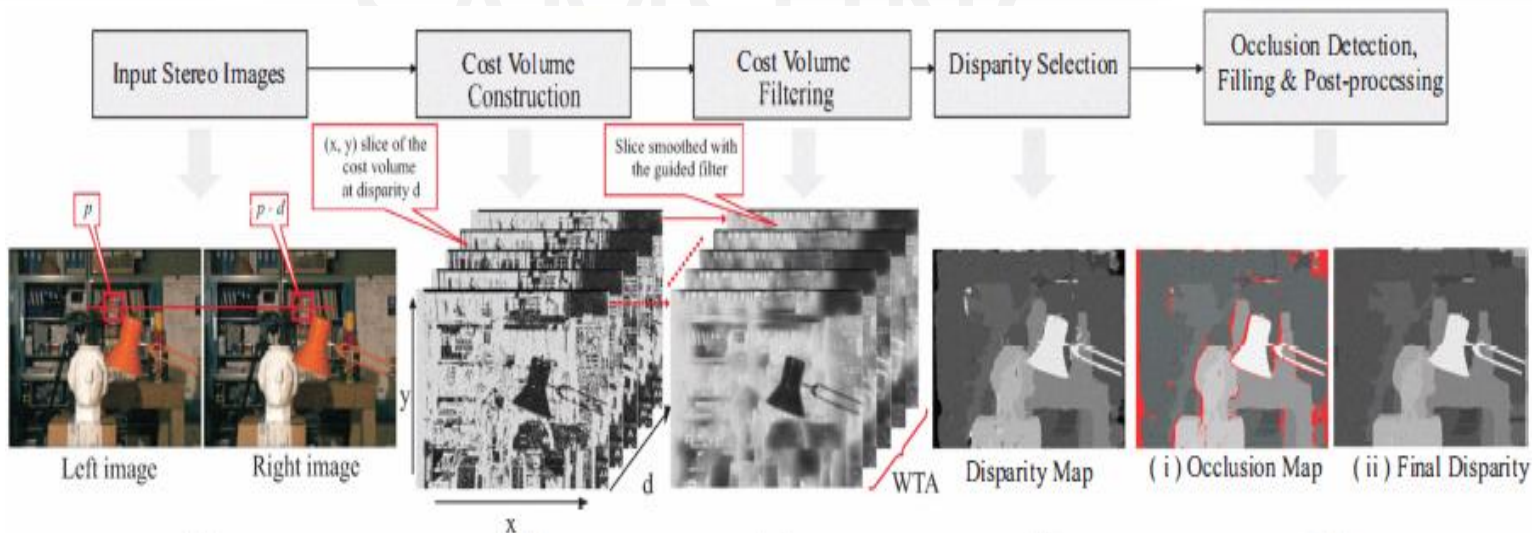 Input Stereo Images
Cost Volume
Construction
Cost Volume
Filtering
Disparity Selection
Occlusion Detection,
Filling & Post-procssing
(x, y) slice of the
cost volume
at disparity d
Slice smoothed with
the guided filter
p
p - d
y
x
d
WTA
Left image
Right image
Disparity Map
( i ) Occlusion Map
( ii ) Final Disparity